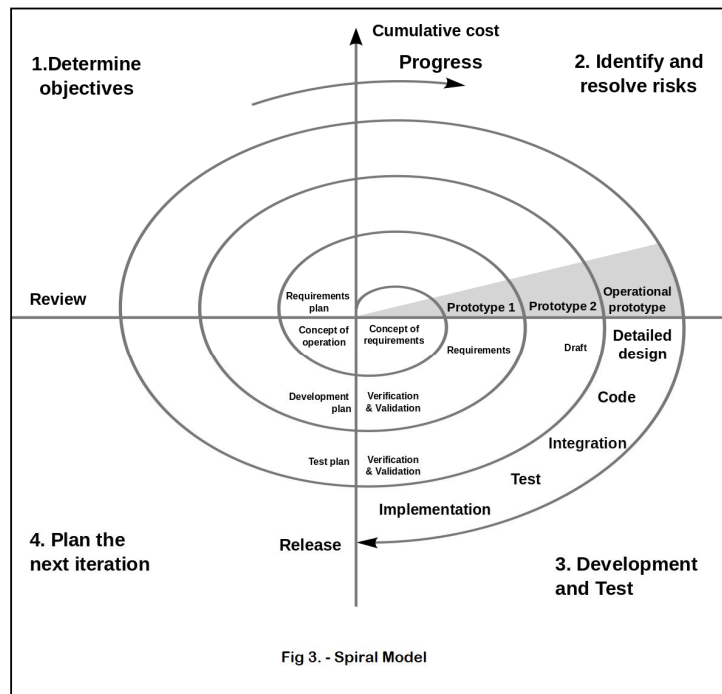 Cumulative cost
1.Determine
objectives
Progress
2. Identify and
resolve risks
Review
Requirements
plan
Prototype 1
Prototype 2
Operational
prototype
Concept of
operation
Concept of
requirements
Requirements
Draft
Detailed
design
Development
plan
Verification
& Validation
Code
Integration
Test plan
Verification
& Validation
Test
Implementation
4. Plan the
next iteration
Release
3. Development
and Test
Fig 3. - Spiral Model